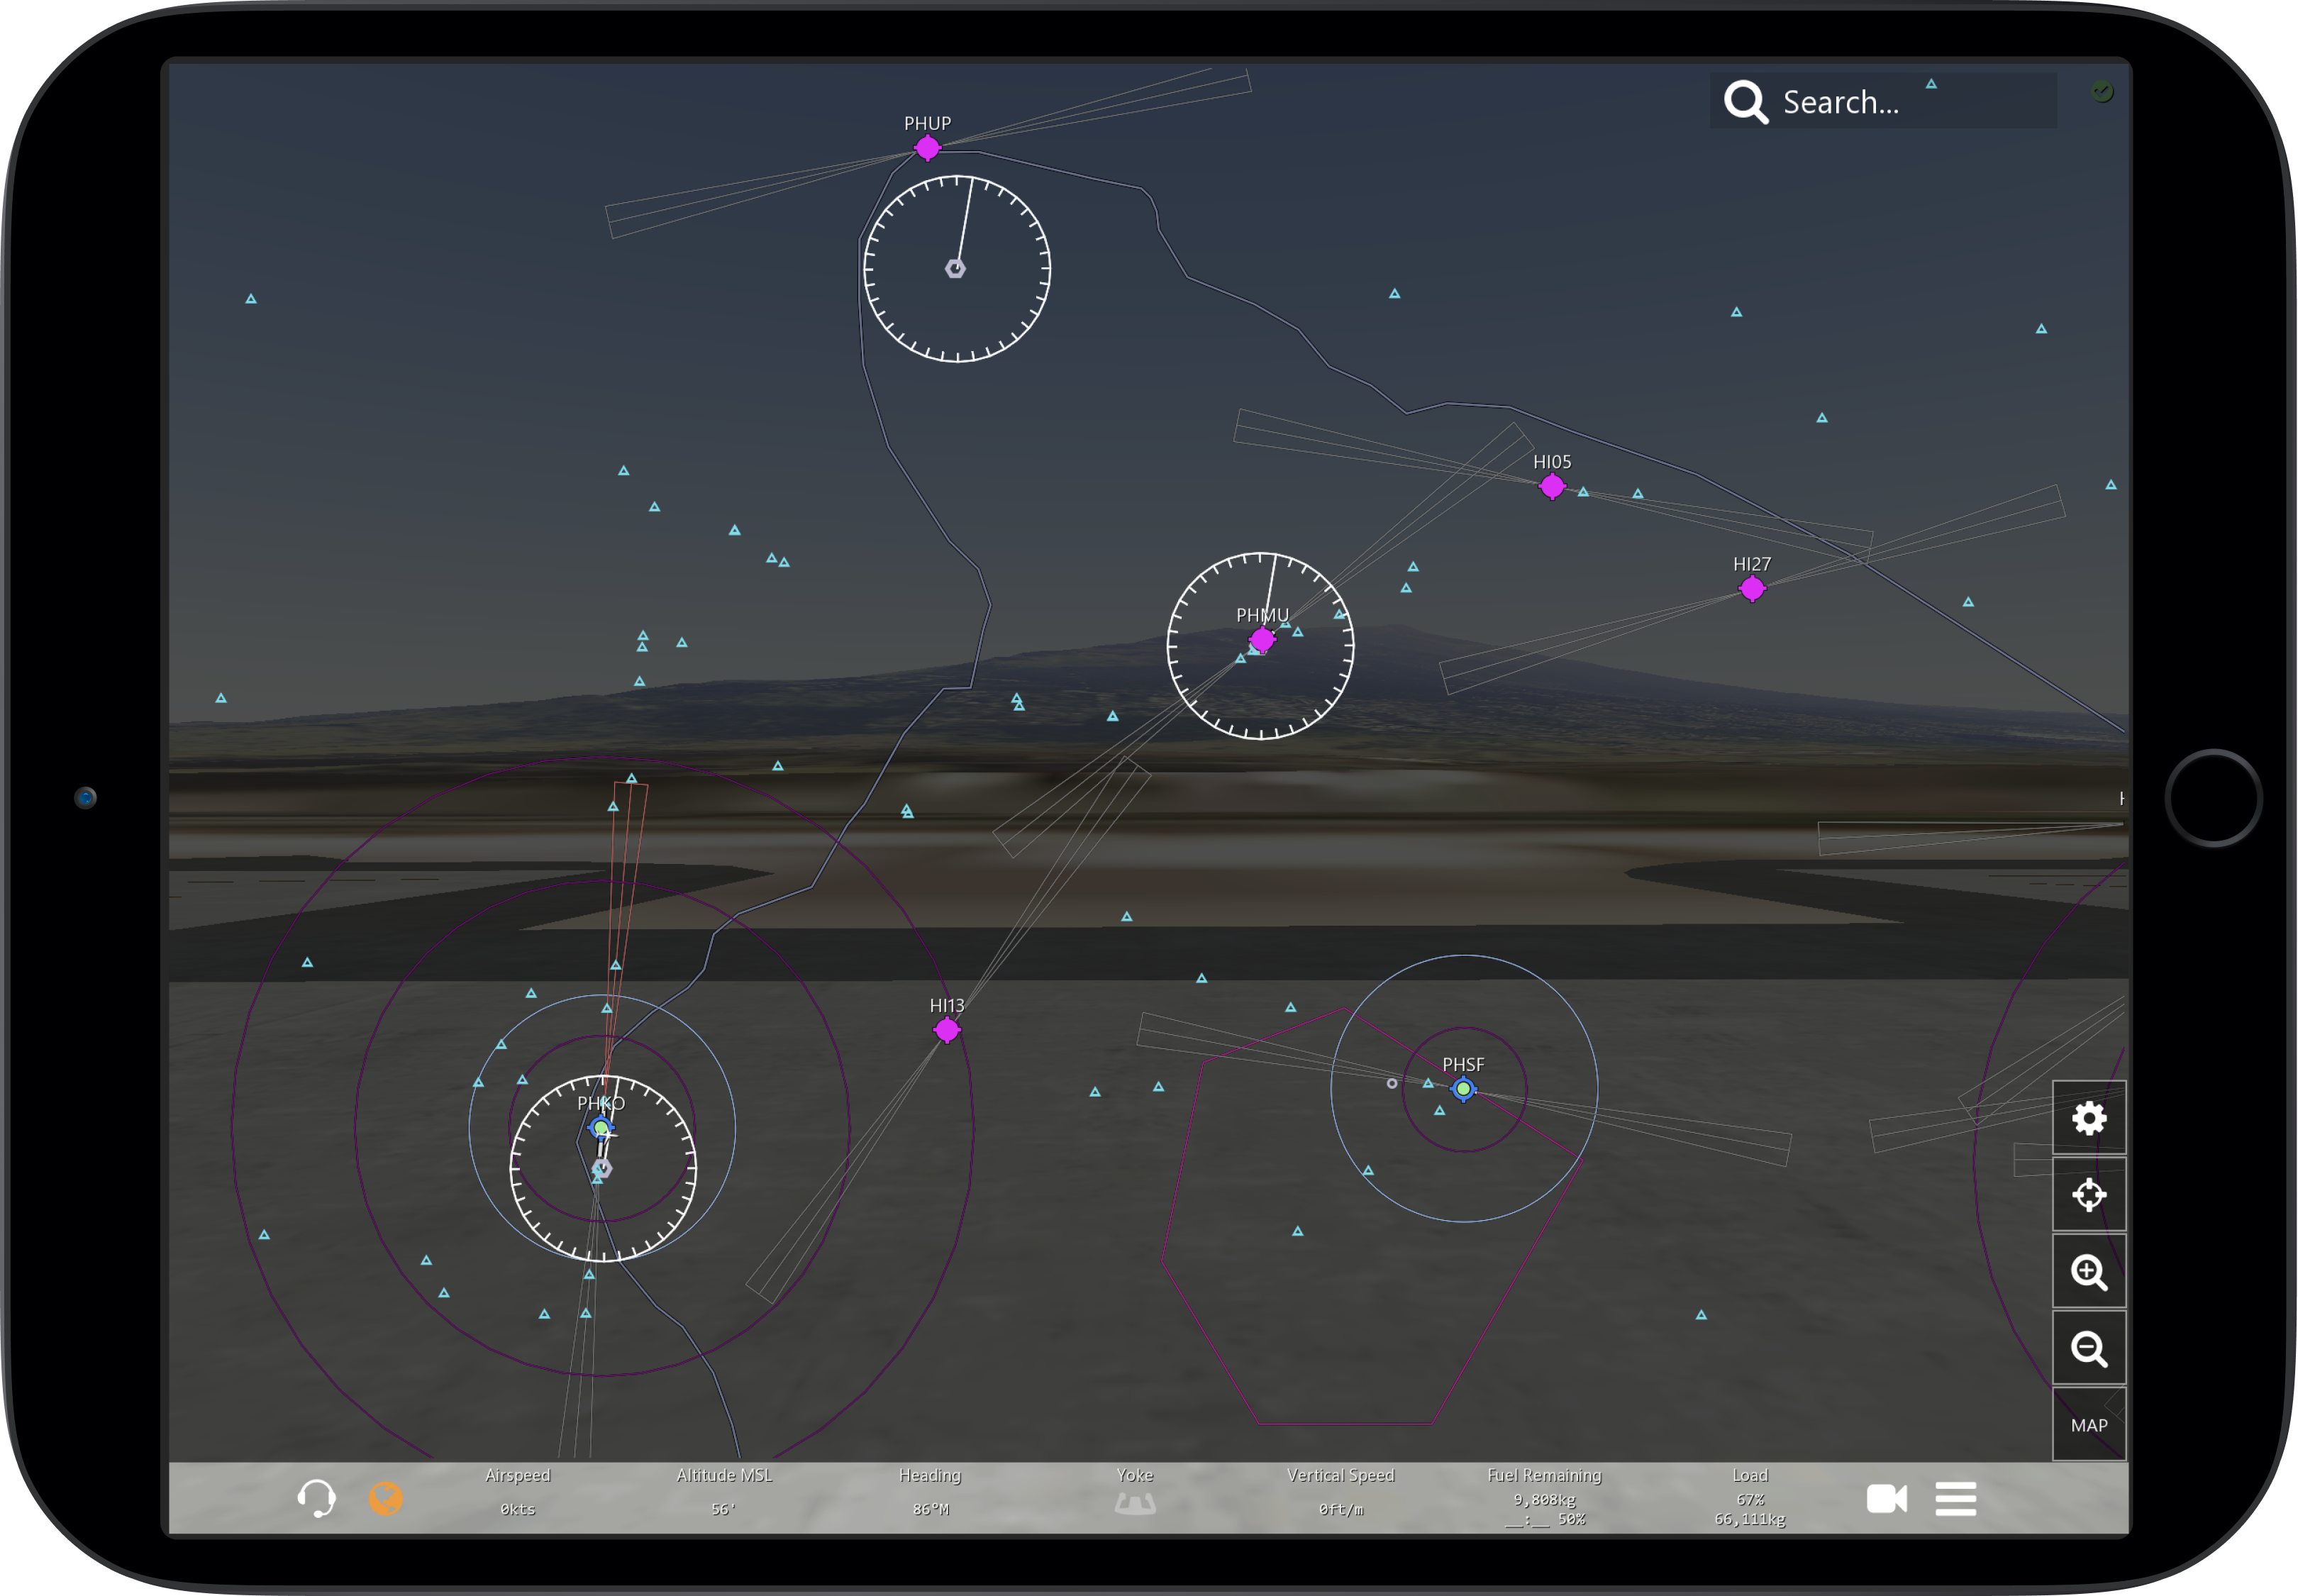 Search...
PHUP
HI05
HI27
PHMU
HI13
PHSF
PHKO
MAP
Airspeed
0kts
Altitude MSL
56'
Heading
86°M
Yoke
Vertical Speed
0ft/m
Fuel Remaining
9,808kg
__:__ 50%
Load
67%
66,111kg